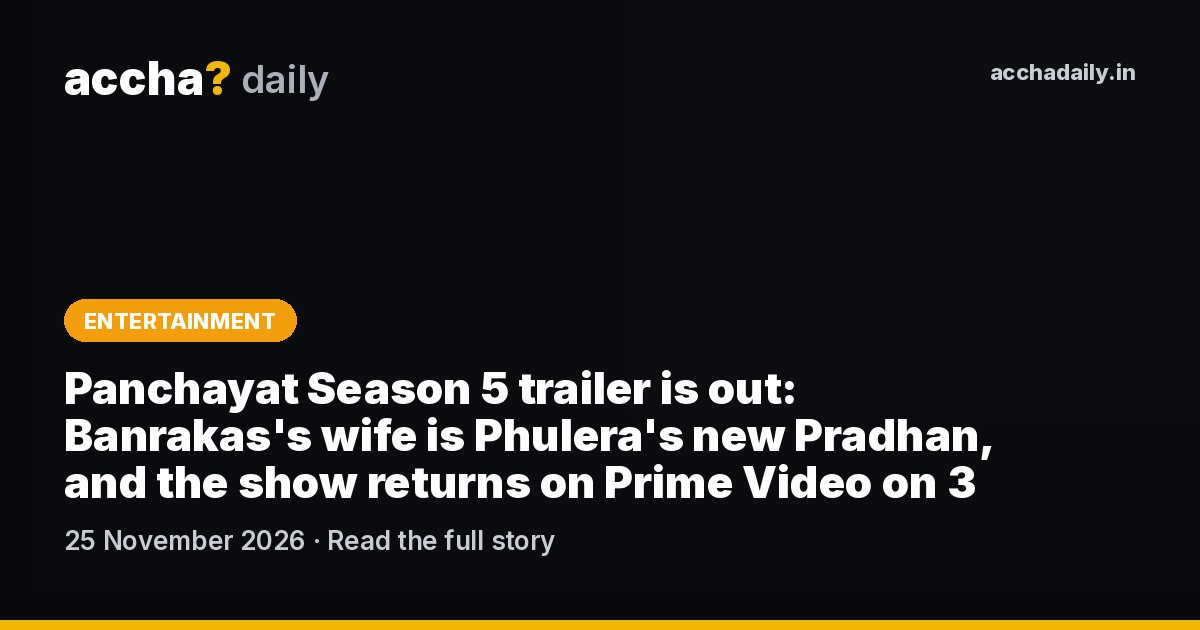 accha? daily
acchadaily.in
ENTERTAINMENT
Panchayat Season 5 trailer is out:
Banrakas's wife is Phulera's new Pradhan,
and the show returns on Prime Video on 3
25 November 2026 · Read the full story